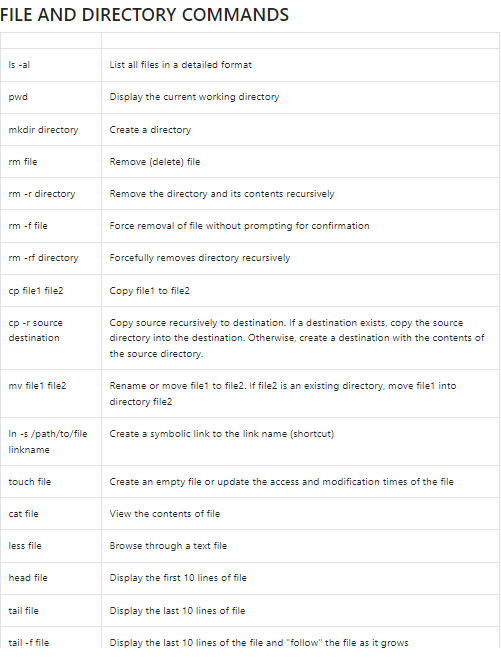 FILE AND DIRECTORY COMMANDS
ls -al List all files in a detailed format
pwd Display the current working directory
mkdir directory Create a directory
rm file Remove (delete) file
rm -r directory Remove the directory and its contents recursively
rm -f file Force removal of file without prompting for confirmation
rm -rf directory Forcefully removes directory recursively
cp file1 file2 Copy file1 to file2
cp -r source Copy source recursively to destination. If a destination exists, copy the source
destination directory into the destination. Otherwise, create a destination with the contents of
the source directory.
mv file1 file2 Rename or move file1 to file2. If file2 is an existing directory, move file1 into
directory file2
ln -s /path/to/file Create a symbolic link to the link name (shortcut)
linkname
touch file Create an empty file or update the access and modification times of the file
cat file View the contents of file
less file Browse through a text file
head file Display the first 10 lines of file
tail file Display the last 10 lines of file
tail -f file Display the last 10 lines of the file and "follow" the file as it grows